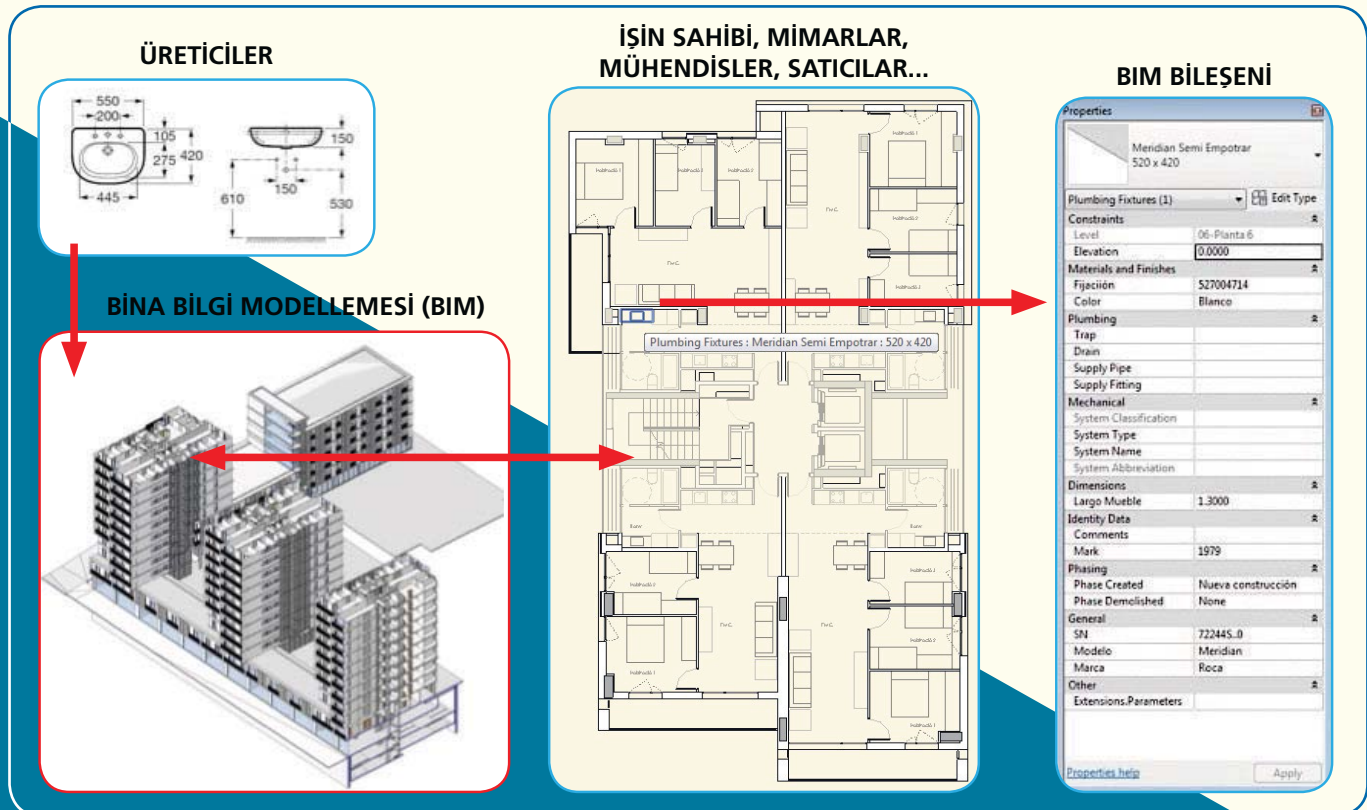 ÜRETİCİLER
550
200
105
275
420
445
150
150
610
530
BİNA BİLGİ MODELLEMESİ (BIM)
İŞİN SAHİBİ, MİMARLAR,
MÜHENDİSLER, SATICILAR...
Plumbing Fixtures : Meridian Semi Empotrar : 520 x 420
BIM BİLEŞENİ
Properties
Meridian Semi Empotrar
520 x 420
Plumbing Fixtures (1)
Edit Type
Constraints
Level 06-Planta 6
Elevation 0.0000
Materials and Finishes
Fijaciión 527004714
Color Blanco
Plumbing
Trap
Drain
Supply Pipe
Supply Fitting
Mechanical
System Classification
System Type
System Name
System Abbreviation
Dimensions
Largo Mueble 1.3000
Identity Data
Comments
Mark 1979
Phasing
Phase Created Nueva construcción
Phase Demolished None
General
SN 72244S..0
Modelo Meridian
Marca Roca
Other
Extensions.Parameters
Properties help
Apply